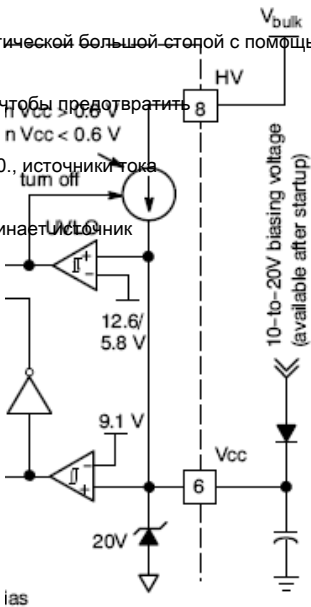 Vbulk
тической большой стопой с помощь
HV
чтобы предотвратить
n Vcc > 0.6 V
8
n Vcc < 0.6 V
0., источники тока
turn off
инает источник
UVLO
12.6/
5.8 V
10-to-20V biasing voltage
(available after startup)
9.1 V
Vcc
6
20V
ias